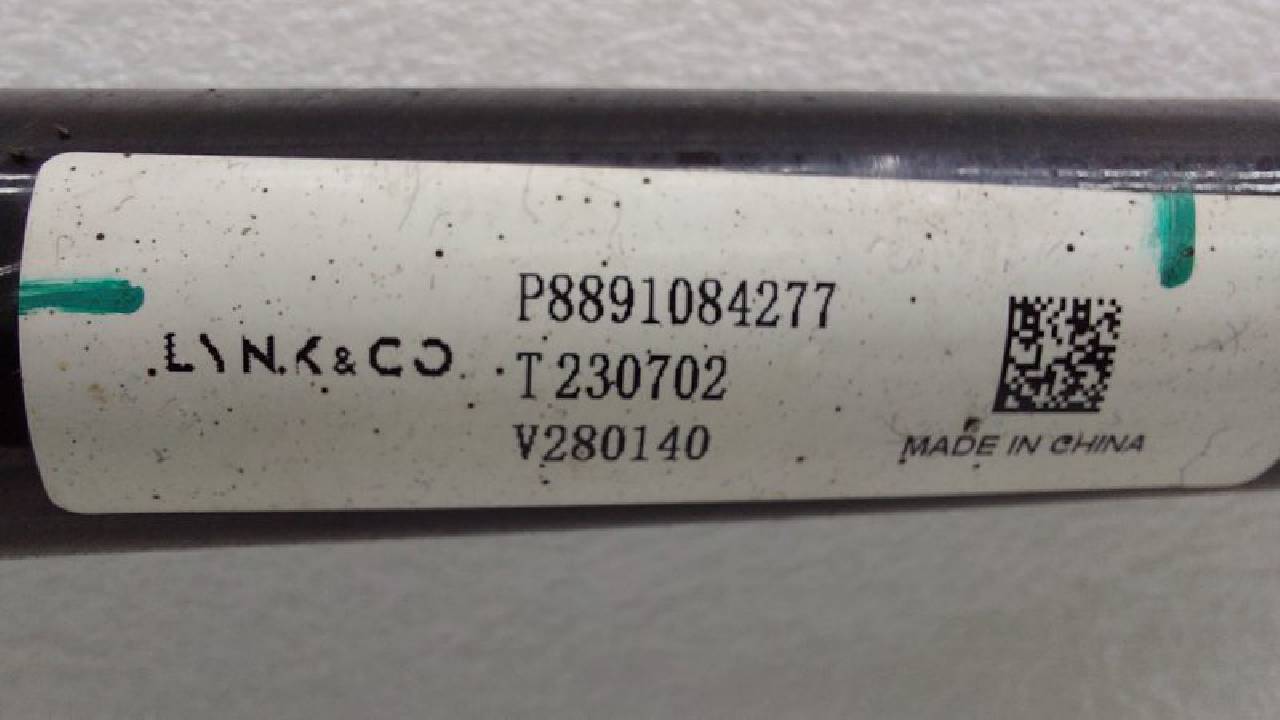 LYNK&CO
P8891084277
T230702
V280140
MADE IN CHINA